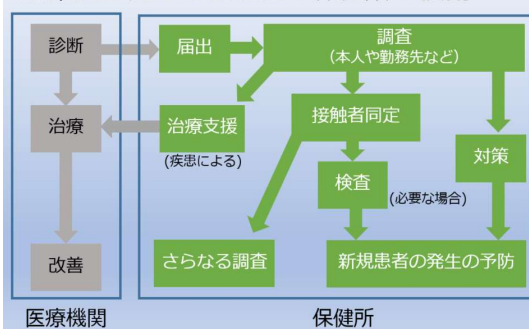 診断
届出
調査
(本人や勤務先など)
治療
治療支援
(疾患による)
接触者同定
対策
検査
(必要な場合)
改善
さらなる調査
新規患者の発生の予防
医療機関
保健所